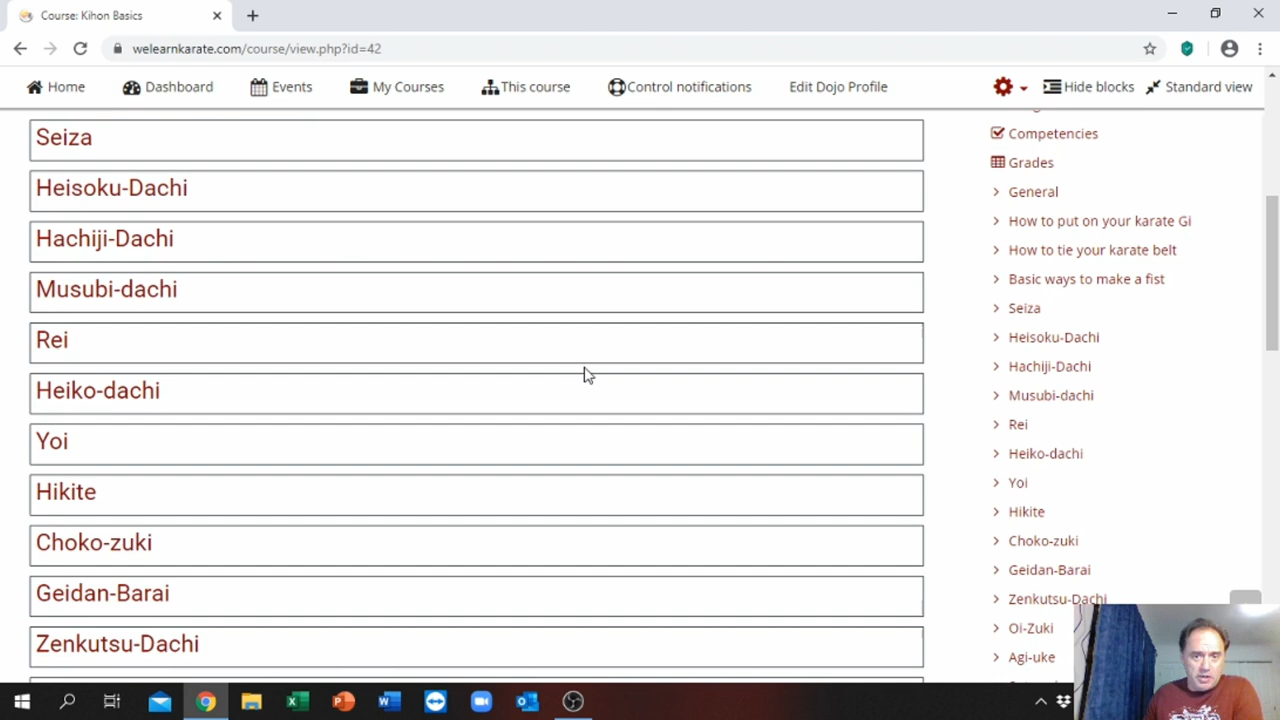 Course: Kihon Basics
welearnkarate.com/course/view.php?id=42
Home Dashboard Events My Courses This course Control notifications Edit Dojo Profile Hide blocks Standard view
Seiza
Heisoku-Dachi
Hachiji-Dachi
Musubi-dachi
Rei
Heiko-dachi
Yoi
Hikite
Choko-zuki
Geidan-Barai
Zenkutsu-Dachi
Competencies
Grades
General
How to put on your karate Gi
How to tie your karate belt
Basic ways to make a fist
Seiza
Heisoku-Dachi
Hachiji-Dachi
Musubi-dachi
Rei
Heiko-dachi
Yoi
Hikite
Choko-zuki
Geidan-Barai
Zenkutsu-Dachi
Oi-Zuki
Agi-uke